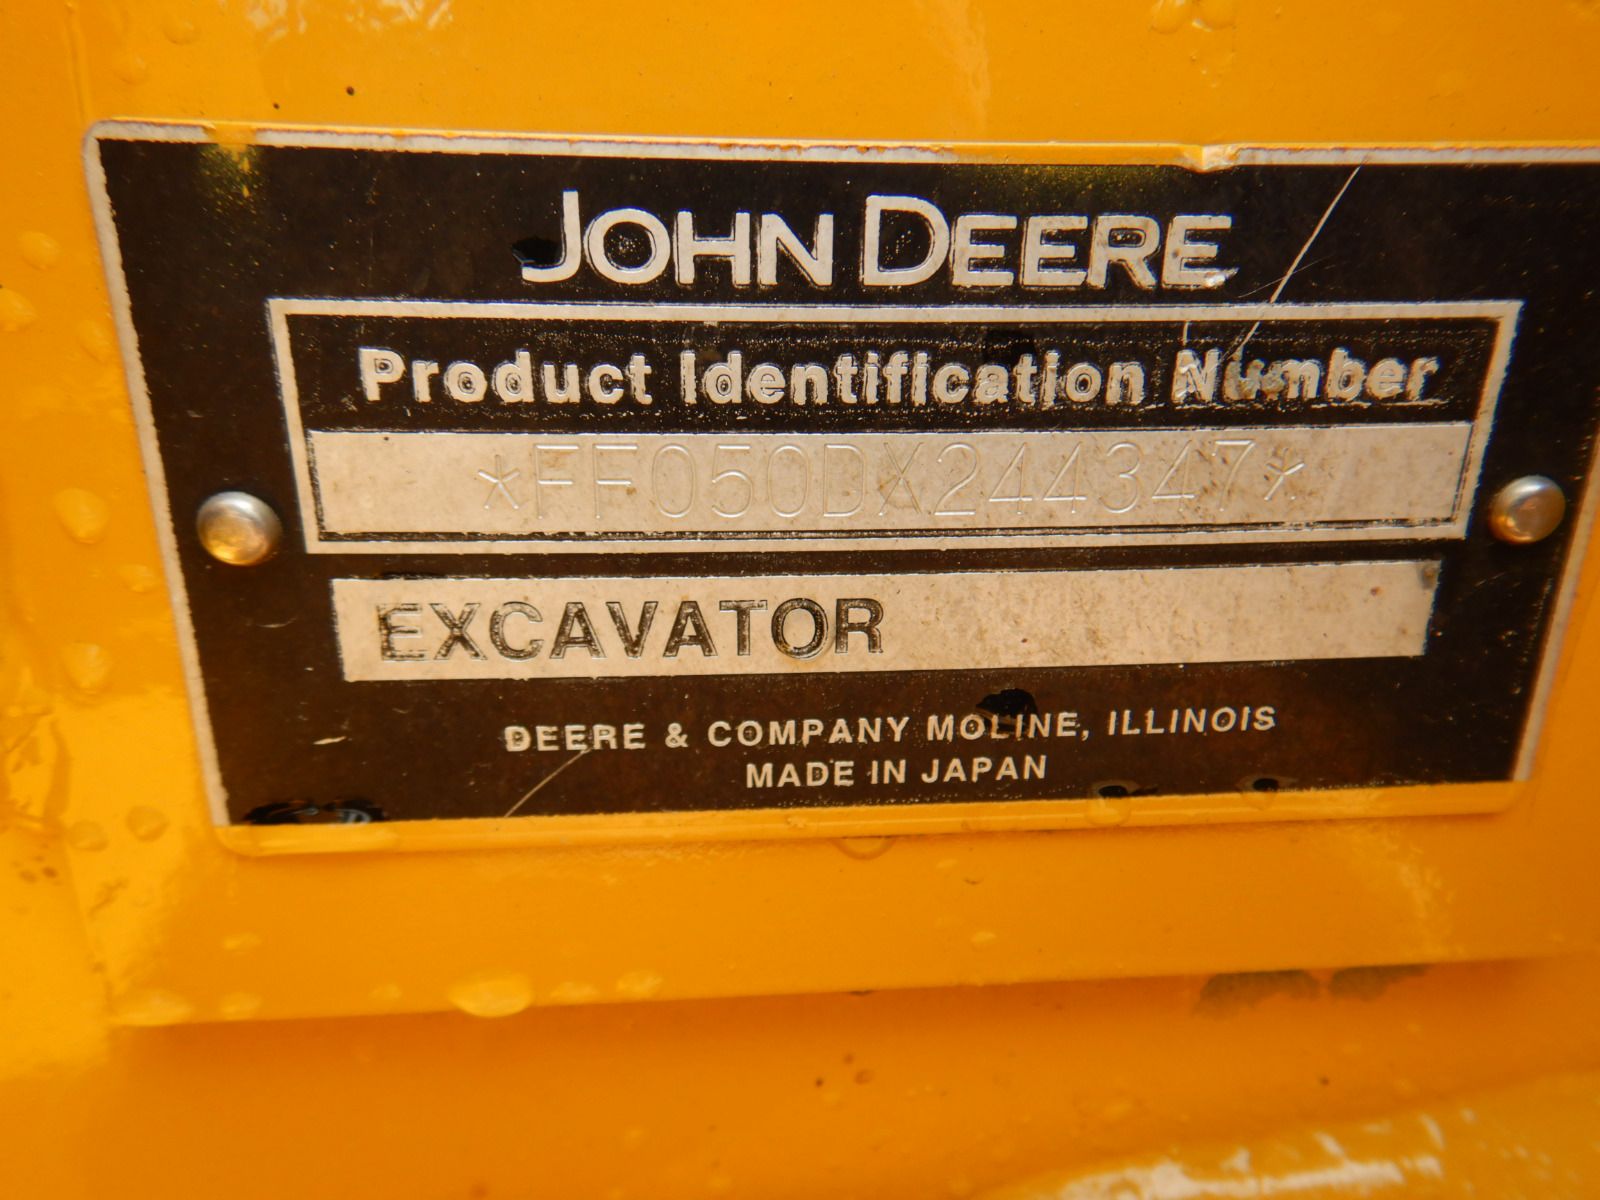 JOHN DEERE
Product Identification Number
*FF050DX244347*
EXCAVATOR
DEERE & COMPANY MOLINE, ILLINOIS
MADE IN JAPAN